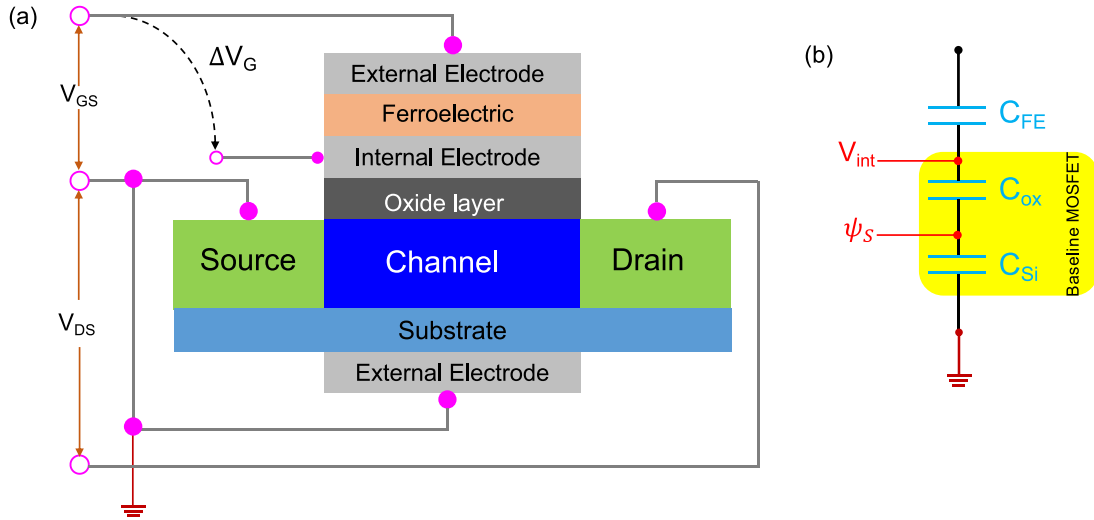 (a)
ΔV_G
V_GS
External Electrode
Ferroelectric
Internal Electrode
Oxide layer
Source
Channel
Drain
V_DS
Substrate
External Electrode
(b)
C_FE
V_int
C_ox
ψ_S
C_Si
Baseline MOSFET